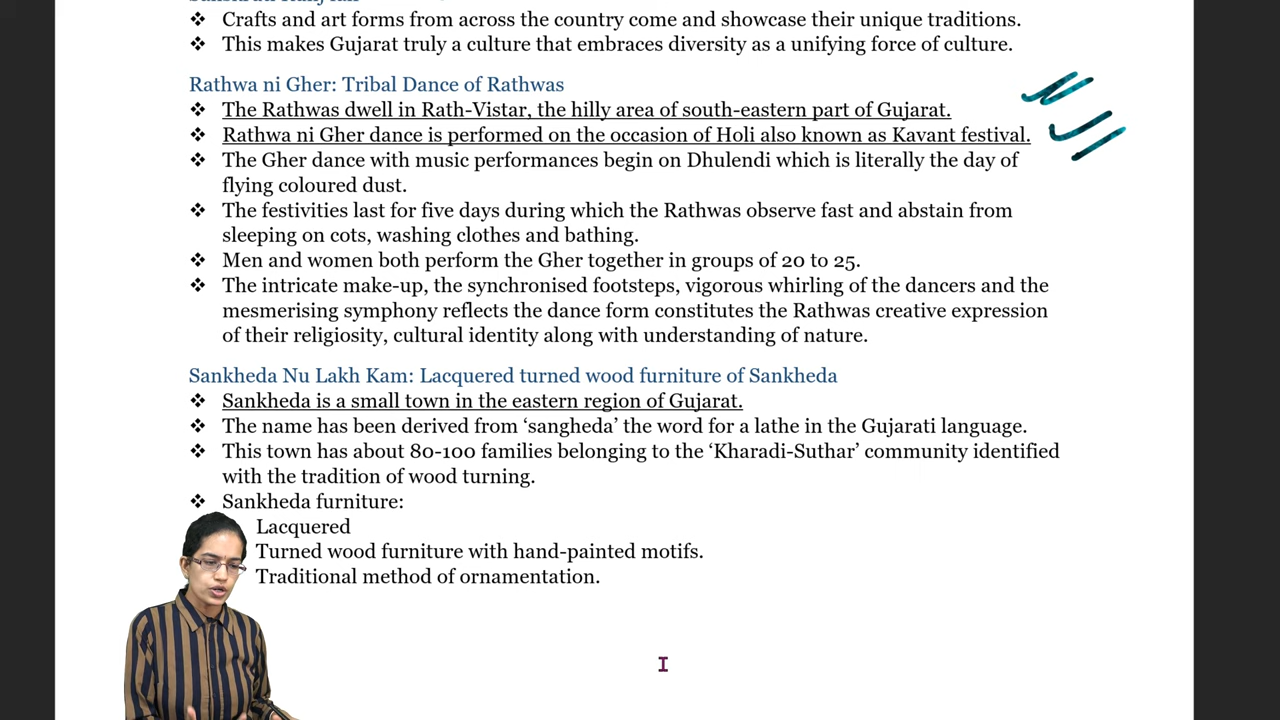 ❖ Crafts and art forms from across the country come and showcase their unique traditions.
❖ This makes Gujarat truly a culture that embraces diversity as a unifying force of culture.
Rathwa ni Gher: Tribal Dance of Rathwas
❖ The Rathwas dwell in Rath-Vistar, the hilly area of south-eastern part of Gujarat.
❖ Rathwa ni Gher dance is performed on the occasion of Holi also known as Kavant festival.
❖ The Gher dance with music performances begin on Dhulendi which is literally the day of
flying coloured dust.
❖ The festivities last for five days during which the Rathwas observe fast and abstain from
sleeping on cots, washing clothes and bathing.
❖ Men and women both perform the Gher together in groups of 20 to 25.
❖ The intricate make-up, the synchronised footsteps, vigorous whirling of the dancers and the
mesmerising symphony reflects the dance form constitutes the Rathwas creative expression
of their religiosity, cultural identity along with understanding of nature.
Sankheda Nu Lakh Kam: Lacquered turned wood furniture of Sankheda
❖ Sankheda is a small town in the eastern region of Gujarat.
❖ The name has been derived from ‘sangheda’ the word for a lathe in the Gujarati language.
❖ This town has about 80-100 families belonging to the ‘Kharadi-Suthar’ community identified
with the tradition of wood turning.
❖ Sankheda furniture:
Lacquered
Turned wood furniture with hand-painted motifs.
Traditional method of ornamentation.